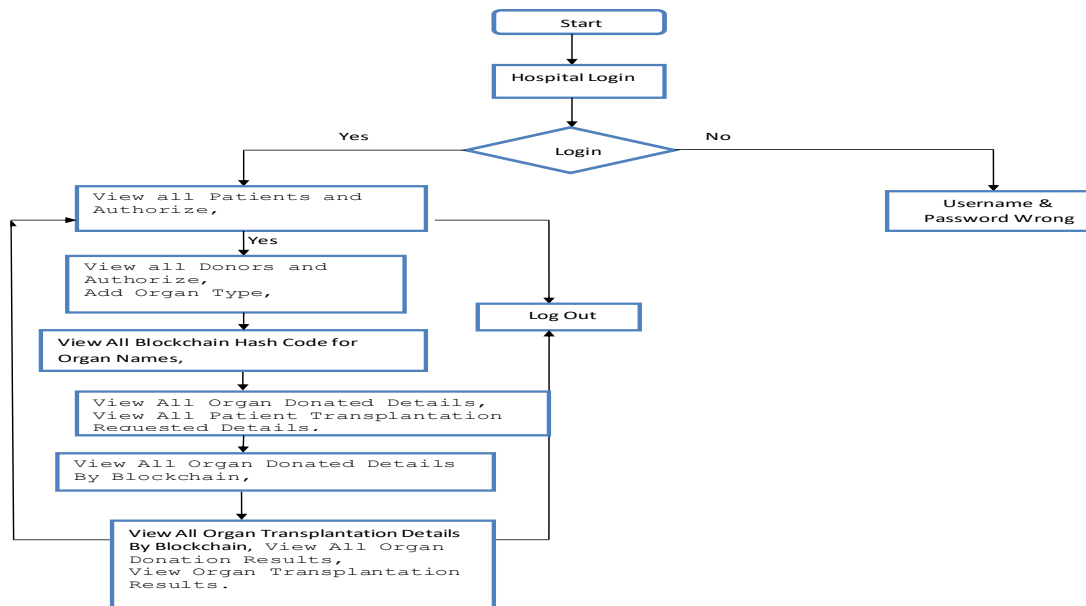 Start
Hospital Login
Yes
No
Login
View all Patients and
Authorize,
Username &
Password Wrong
Yes
View all Donors and
Authorize,
Add Organ Type,
Log Out
View All Blockchain Hash Code for
Organ Names,
View All Organ Donated Details,
View All Patient Transplantation
Requested Details.
View All Organ Donated Details
By Blockchain,
View All Organ Transplantation Details
By Blockchain, View All Organ
Donation Results,
View Organ Transplantation
Results.